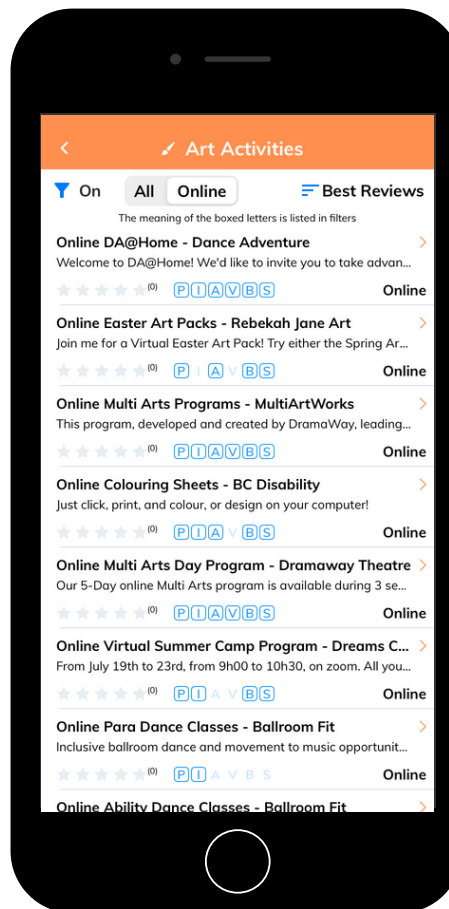 Art Activities
On All Online Best Reviews
The meaning of the boxed letters is listed in filters
Online DA@Home - Dance Adventure
Welcome to DA@Home! We'd like to invite you to take advan...
(0) P I A V B S Online
Online Easter Art Packs - Rebekah Jane Art
Join me for a Virtual Easter Art Pack! Try either the Spring Ar...
(0) P I A V B S Online
Online Multi Arts Programs - MultiArtWorks
This program, developed and created by DramaWay, leading...
(0) P I A V B S Online
Online Colouring Sheets - BC Disability
Just click, print, and colour, or design on your computer!
(0) P I A V B S Online
Online Multi Arts Day Program - Dramaway Theatre
Our 5-Day online Multi Arts program is available during 3 se...
(0) P I A V B S Online
Online Virtual Summer Camp Program - Dreams C...
From July 19th to 23rd, from 9h00 to 10h30, on zoom. All you...
(0) P I A V B S Online
Online Para Dance Classes - Ballroom Fit
Inclusive ballroom dance and movement to music opportunit...
(0) P I A V B S Online
Online Ability Dance Classes - Ballroom Fit